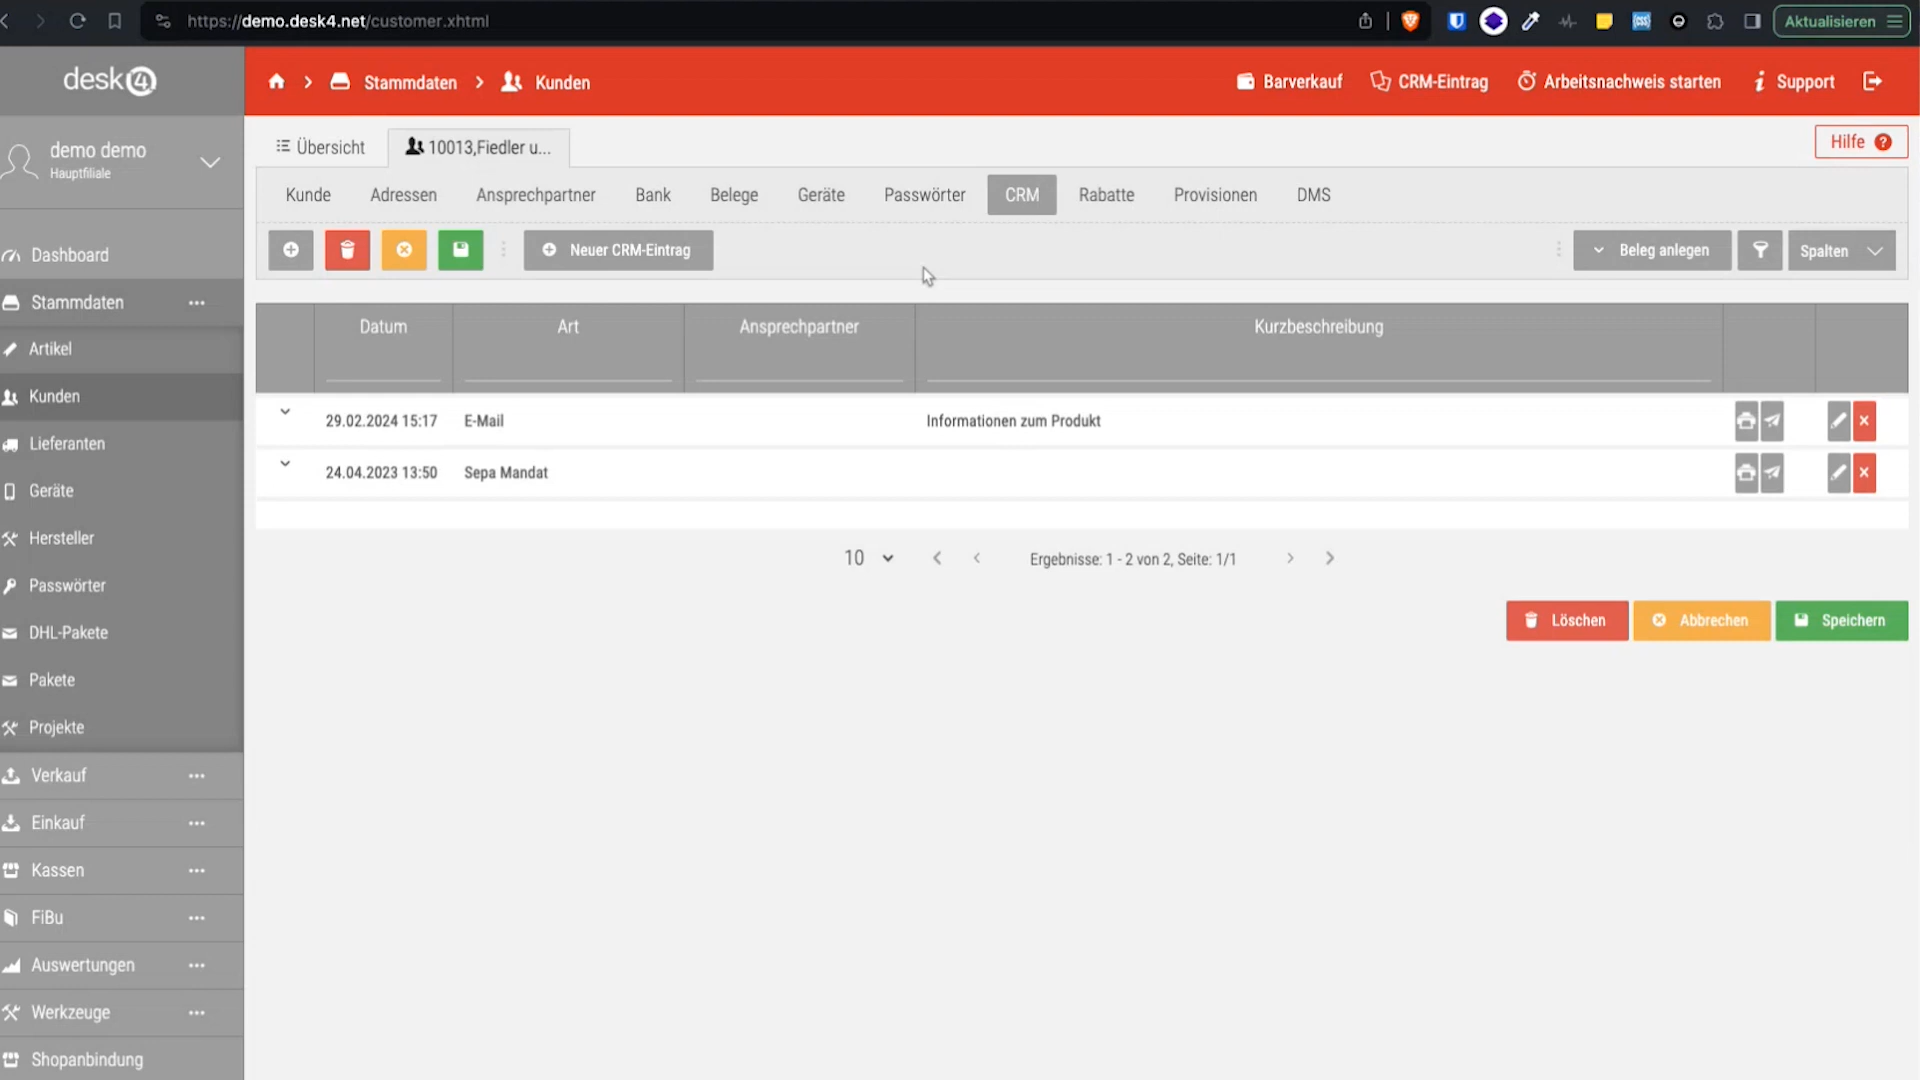 https://demo.desk4.net/customer.xhtml
Aktualisieren
desk4
Stammdaten
Kunden
Barverkauf
CRM-Eintrag
Arbeitsnachweis starten
Support
demo demo
Hauptfiliale
Übersicht
10013,Fiedler u...
Hilfe
Kunde
Adressen
Ansprechpartner
Bank
Belege
Geräte
Passwörter
CRM
Rabatte
Provisionen
DMS
Neuer CRM-Eintrag
Beleg anlegen
Spalten
Dashboard
Stammdaten
Artikel
Kunden
Lieferanten
Geräte
Hersteller
Passwörter
DHL-Pakete
Pakete
Projekte
Verkauf
Einkauf
Kassen
FiBu
Auswertungen
Werkzeuge
Shopanbindung
Datum
Art
Ansprechpartner
Kurzbeschreibung
29.02.2024 15:17 E-Mail Informationen zum Produkt
24.04.2023 13:50 Sepa Mandat
10
Ergebnisse: 1 - 2 von 2, Seite: 1/1
Löschen
Abbrechen
Speichern